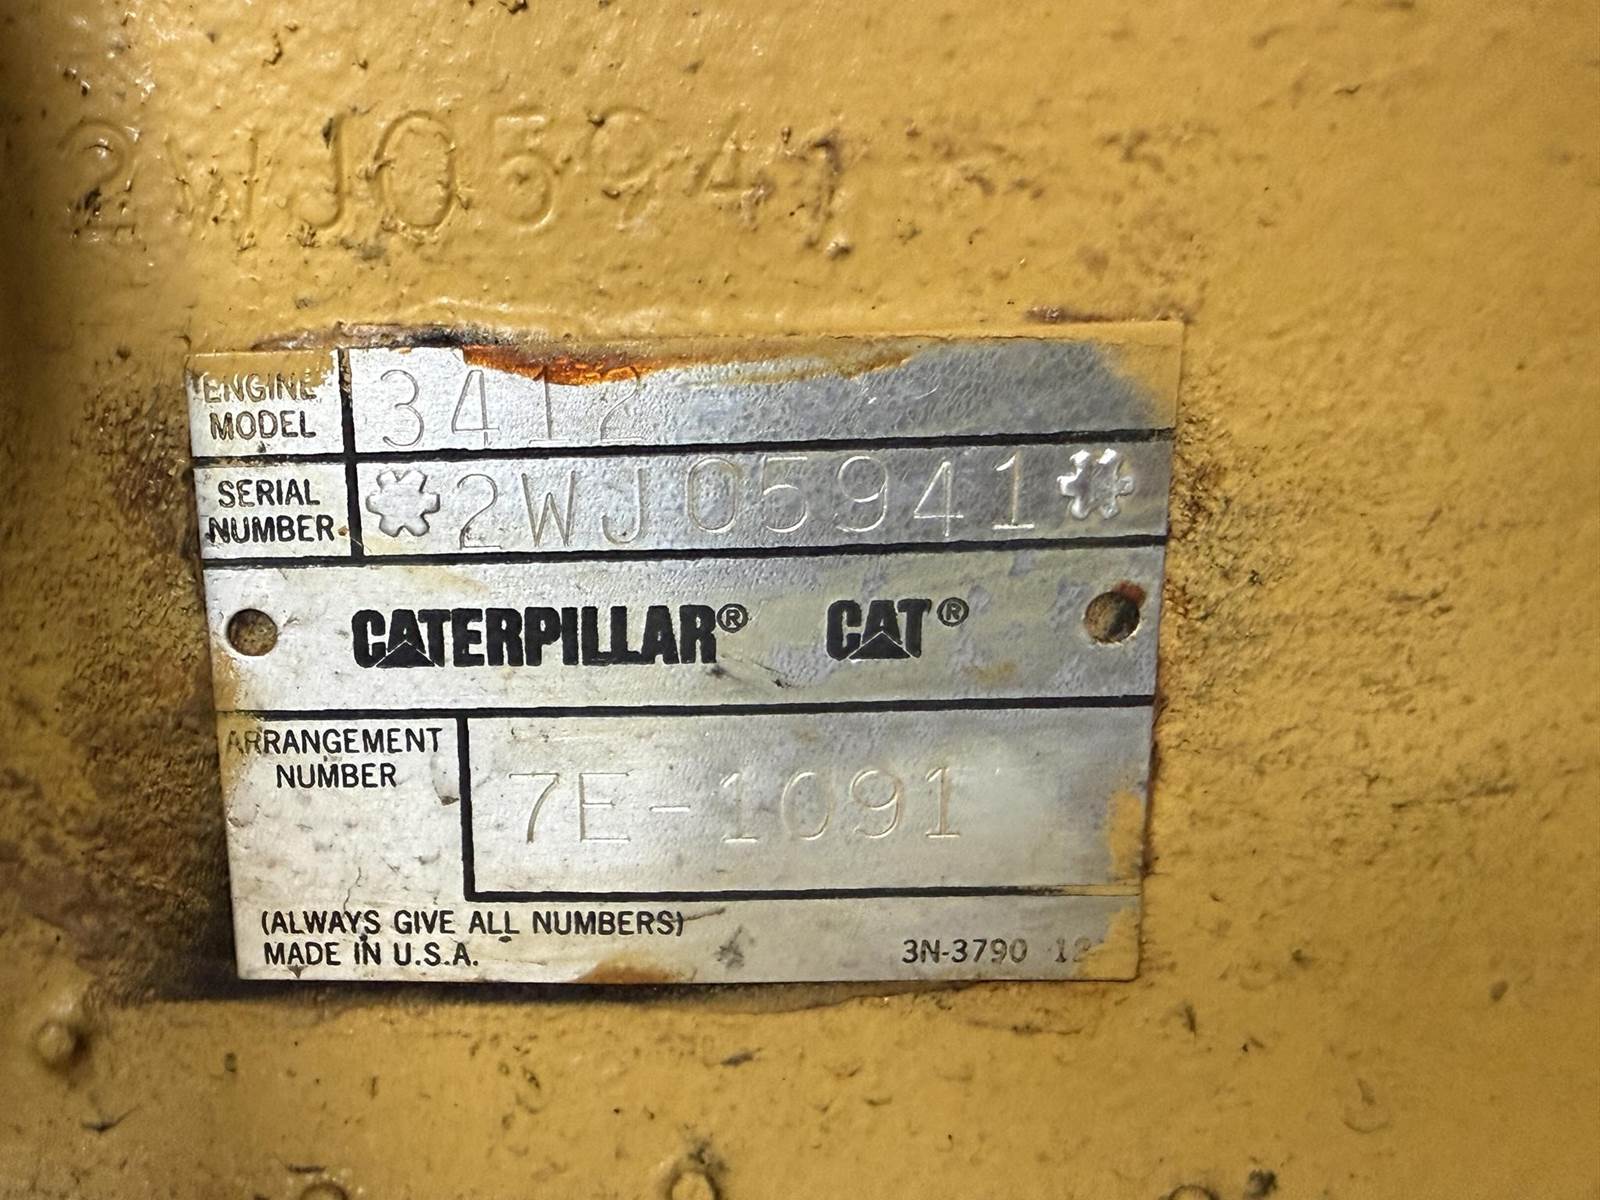 2WJ05941
ENGINE MODEL 3412
SERIAL NUMBER 2WJ05941
CATERPILLAR® CAT®
ARRANGEMENT NUMBER 7E-1091
(ALWAYS GIVE ALL NUMBERS)
MADE IN U.S.A. 3N-3790